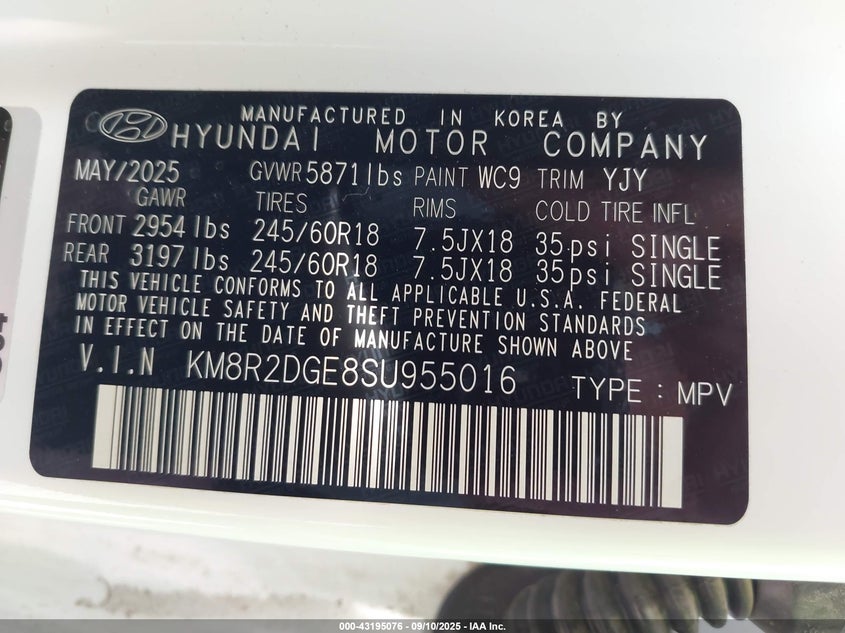 MANUFACTURED IN KOREA BY
HYUNDAI MOTOR COMPANY
MAY/2025 GVWR 5871lbs PAINT WC9 TRIM YJY
GAWR TIRES RIMS COLD TIRE INFL
FRONT 2954lbs 245/60R18 7.5JX18 35psi SINGLE
REAR 3197lbs 245/60R18 7.5JX18 35psi SINGLE
THIS VEHICLE CONFORMS TO ALL APPLICABLE U.S.A. FEDERAL
MOTOR VEHICLE SAFETY AND THEFT PREVENTION STANDARDS
IN EFFECT ON THE DATE OF MANUFACTURE SHOWN ABOVE
V.I.N KM8R2DGE8SU955016 TYPE : MPV
000-43195076 - 09/10/2025 - IAA Inc.